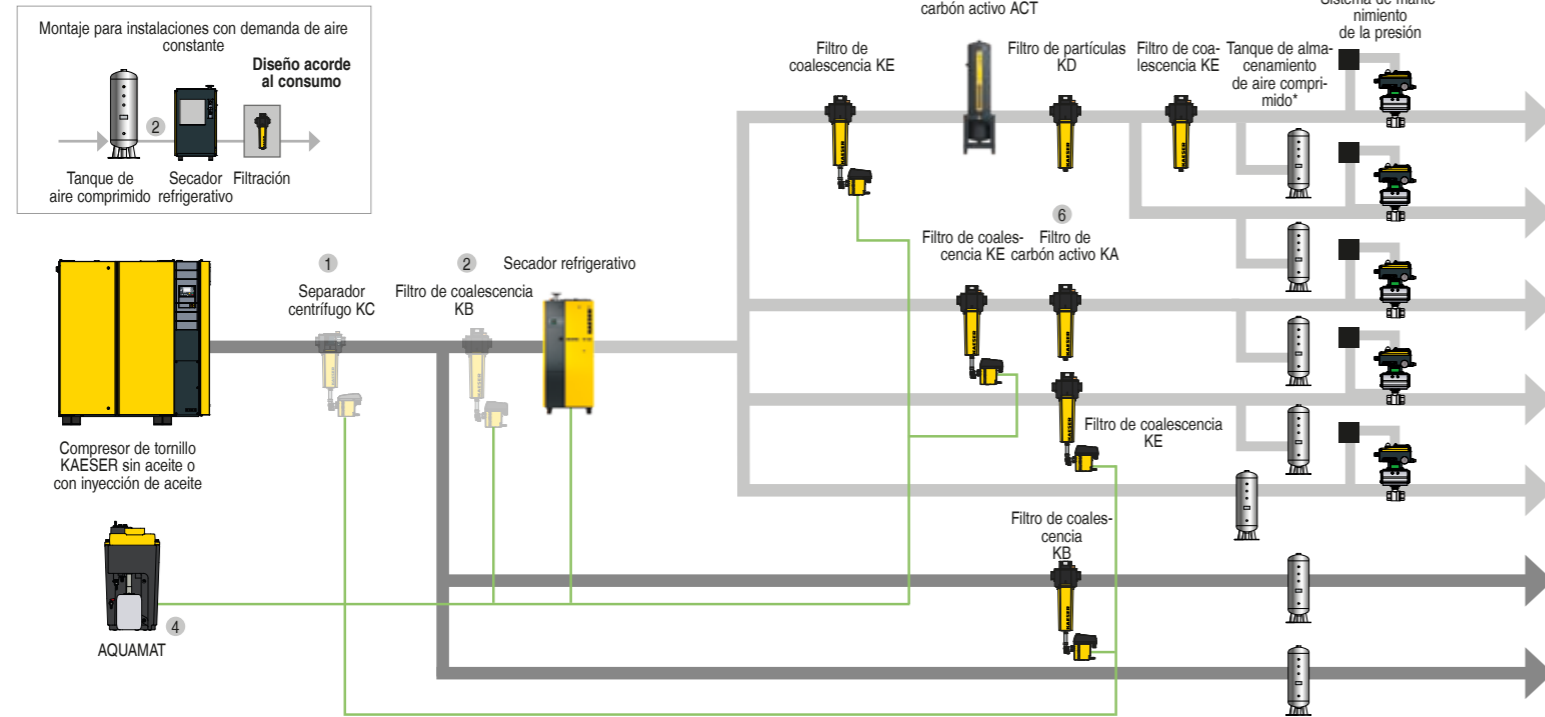 carbón activo ACT
Sistema de mante
nimiento
de la presión
Montaje para instalaciones con demanda de aire
constante
Diseño acorde
al consumo
2
Tanque de
aire comprimido
Secador
refrigerativo
Filtración
Filtro de
coalescencia KE
Filtro de partículas
KD
Filtro de coa-
lescencia KE
Tanque de alma-
cenamiento
de aire compri-
mido*
6
Filtro de coales-
cencia KE
Filtro de
carbón activo KA
1
Separador
centrífugo KC
2
Filtro de coalescencia
KB
Secador refrigerativo
KAESER
Compresor de tornillo
KAESER sin aceite o
con inyección de aceite
Filtro de coalescencia
KE
Filtro de coales-
cencia
KB
4
AQUAMAT